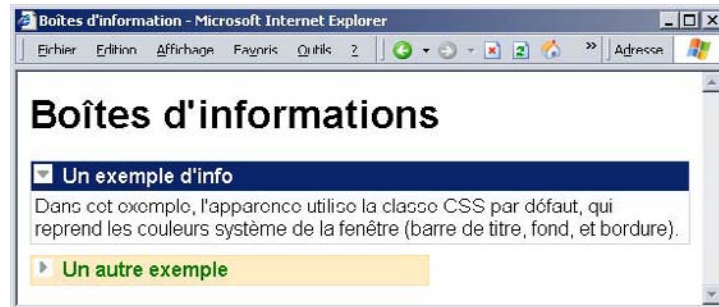 Boîtes d'information - Microsoft Internet Explorer
Fichier Edition Affichage Favoris Outils ? » Adresse
Boîtes d'informations
Un exemple d'info
Dans cet exemple, l'apparence utilise la classe CSS par défaut, qui
reprend les couleurs système de la fenêtre (barre de titre, fond, et bordure).
Un autre exemple